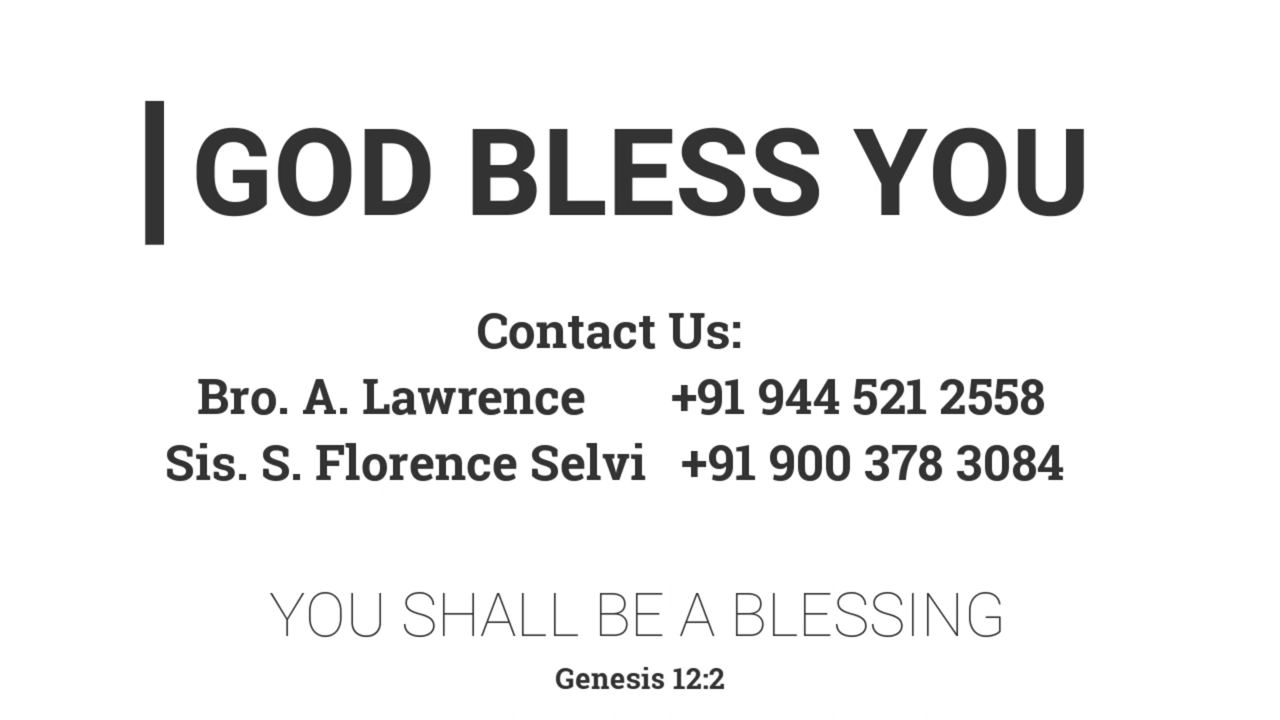 GOD BLESS YOU
Contact Us:
Bro. A. Lawrence +91 944 521 2558
Sis. S. Florence Selvi +91 900 378 3084
YOU SHALL BE A BLESSING
Genesis 12:2